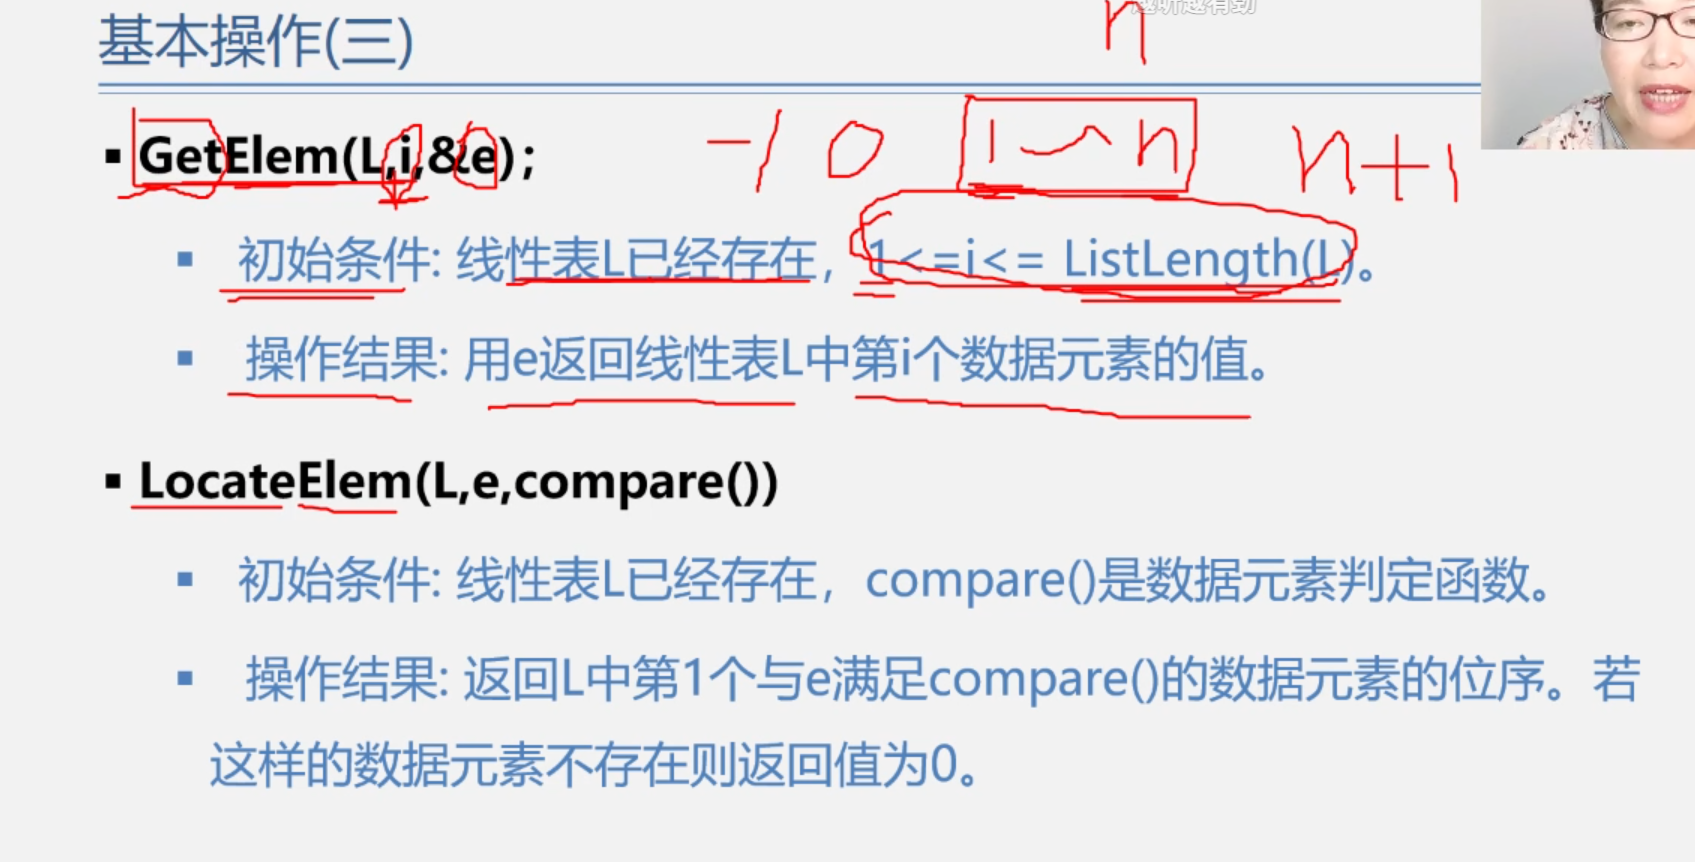 越听越有劲
n
基本操作(三)
▪ GetElem(L,i,&e);
-1 0 1~n n+1
▪ 初始条件: 线性表L已经存在，1<=i<= ListLength(L)。
▪ 操作结果: 用e返回线性表L中第i个数据元素的值。
▪ LocateElem(L,e,compare())
▪ 初始条件: 线性表L已经存在，compare()是数据元素判定函数。
▪ 操作结果: 返回L中第1个与e满足compare()的数据元素的位序。若
这样的数据元素不存在则返回值为0。